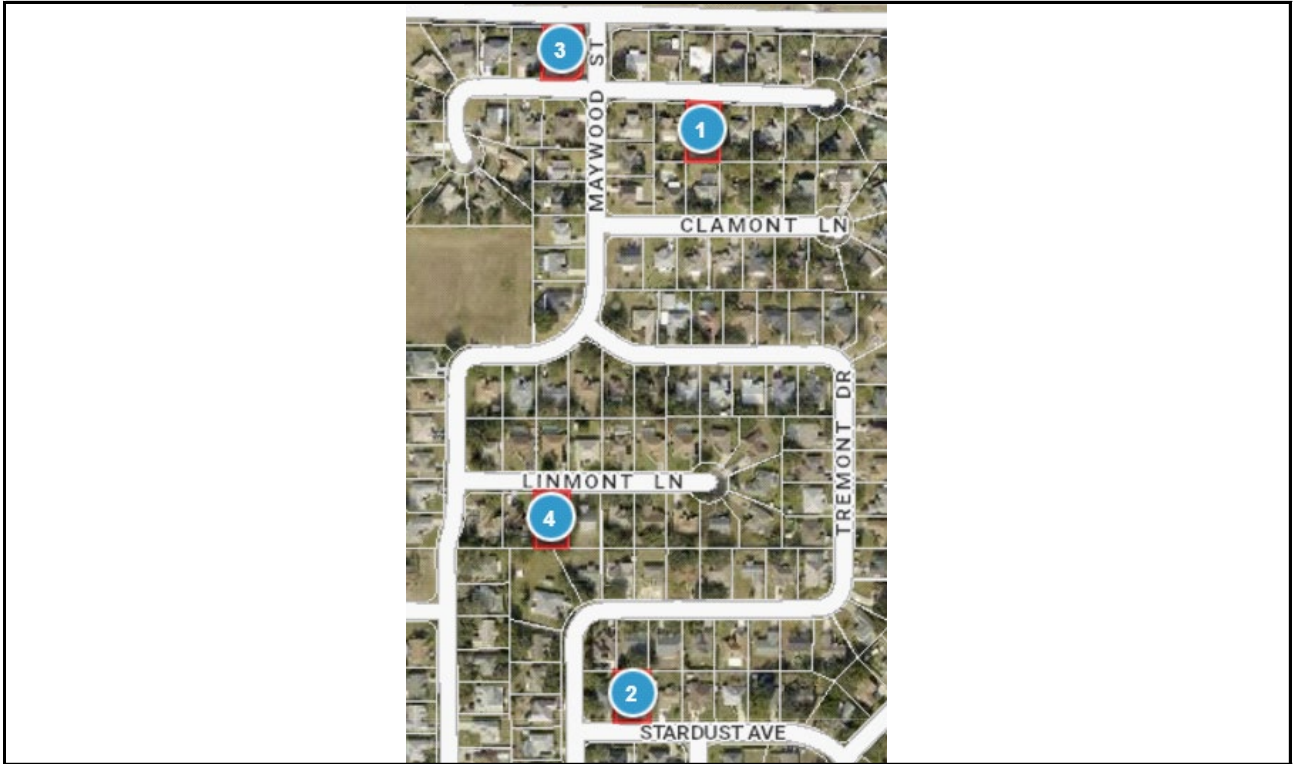 3
MAYWOOD ST
1
CLAMONT LN
TREMONT DR
LINMONT LN
4
2
STARDUST AVE